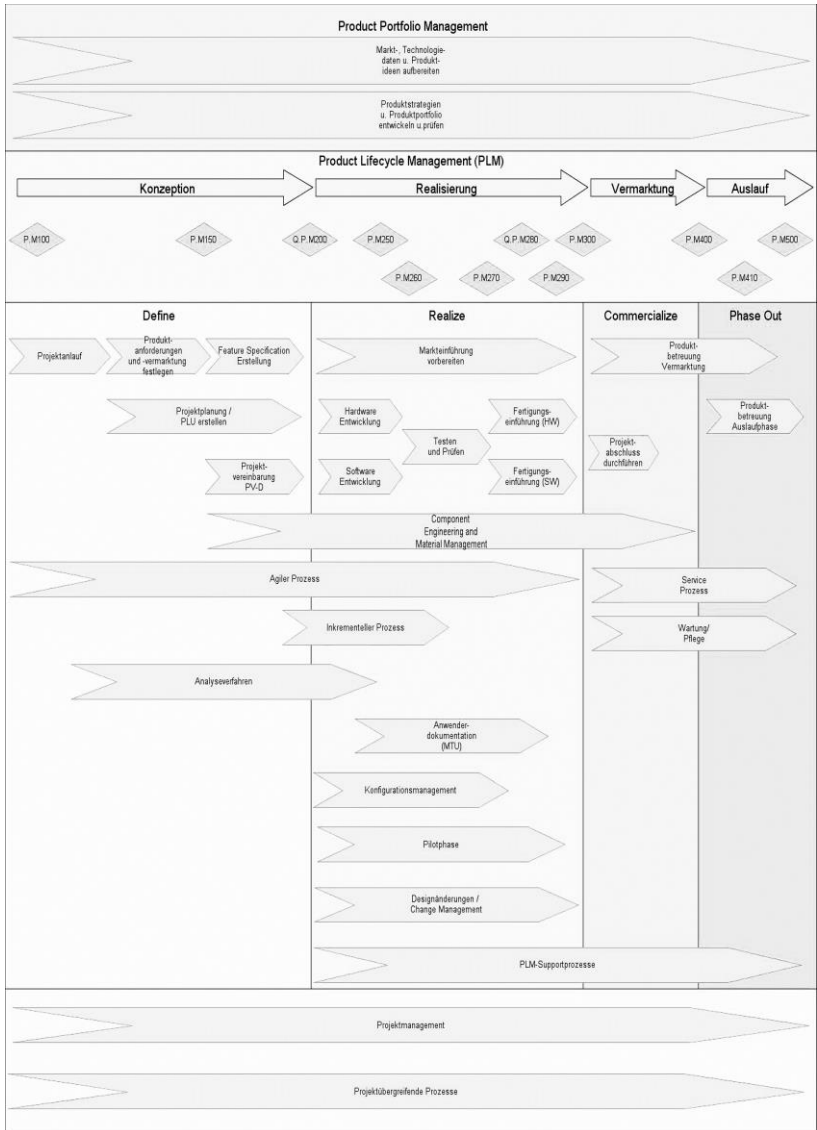 Product Portfolio Management
Markt-, Technologie-
daten u. Produkt-
ideen aufbereiten
Produktstrategien
u. Produktportfolio
entwickeln u.prüfen
Product Lifecycle Management (PLM)
Konzeption
Realisierung
Vermarktung
Auslauf
P.M100
P.M150
Q.P.M200
P.M250
Q.P.M280
P.M300
P.M400
P.M500
P.M260
P.M270
P.M290
P.M410
Define
Realize
Commercialize
Phase Out
Projektanlauf
Produkt-
anforderungen
und -vermarktung
festlegen
Feature Specification
Erstellung
Markteinführung
vorbereiten
Produkt-
betreuung
Vermarktung
Projektplanung /
PLU erstellen
Hardware
Entwicklung
Fertigungs-
einführung (HW)
Produkt-
betreuung
Auslaufphase
Testen
und Prüfen
Projekt-
abschluss
durchführen
Projekt-
vereinbarung
PV-D
Software
Entwicklung
Fertigungs-
einführung (SW)
Component
Engineering and
Material Management
Agiler Prozess
Service
Prozess
Inkrementeller Prozess
Wartung/
Pflege
Analyseverfahren
Anwender-
dokumentation
(MTU)
Konfigurationsmanagement
Pilotphase
Designänderungen /
Change Management
PLM-Supportprozesse
Projektmanagement
Projektübergreifende Prozesse